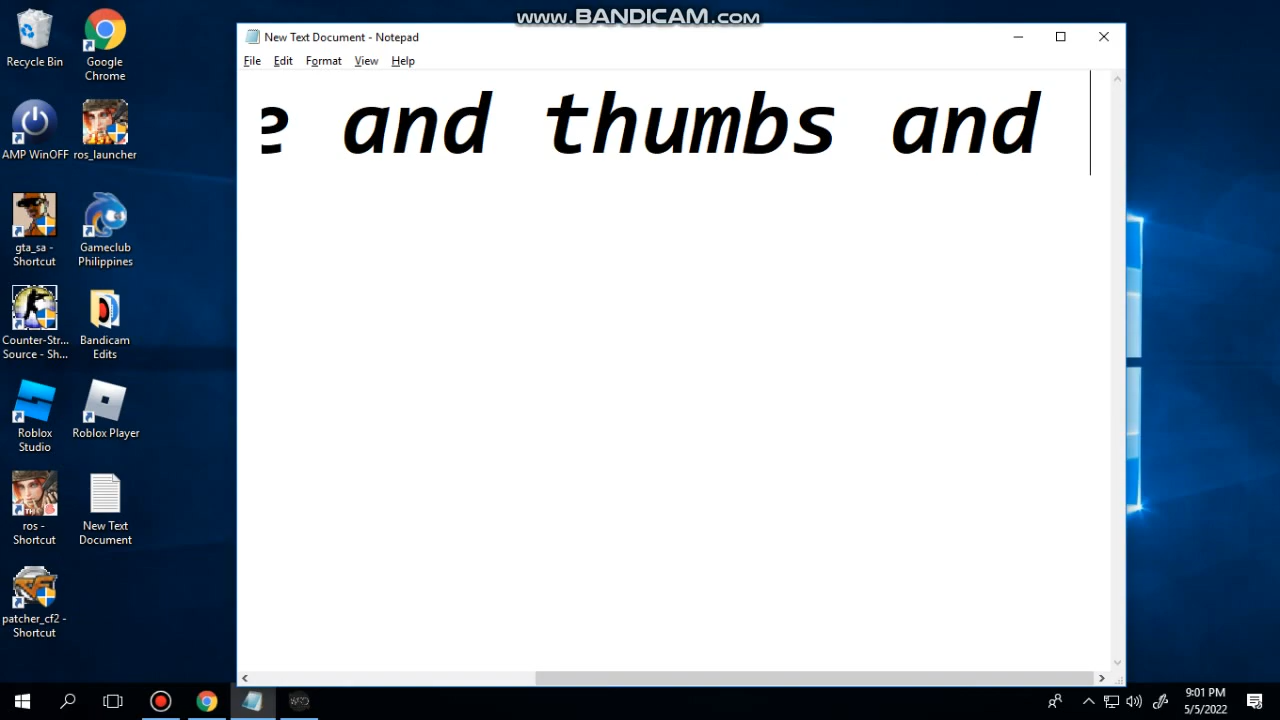 www.BANDICAM.com
New Text Document - Notepad
File Edit Format View Help
e and thumbs and
Recycle Bin
Google Chrome
AMP WinOFF
ros_launcher
gta_sa - Shortcut
Gameclub Philippines
Counter-Str... Source - Sh...
Bandicam Edits
Roblox Studio
Roblox Player
ros - Shortcut
New Text Document
patcher_cf2 - Shortcut
9:01 PM
5/5/2022